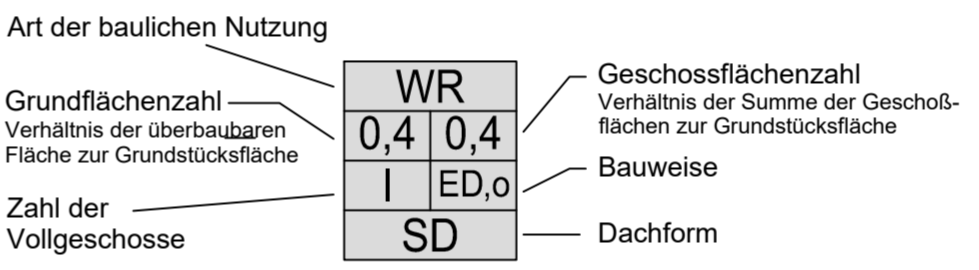 Art der baulichen Nutzung
Grundflächenzahl
Verhältnis der überbaubaren
Fläche zur Grundstücksfläche
Zahl der
Vollgeschosse
WR
0,4 0,4
I ED,o
SD
Geschossflächenzahl
Verhältnis der Summe der Geschoß-
flächen zur Grundstücksfläche
Bauweise
Dachform